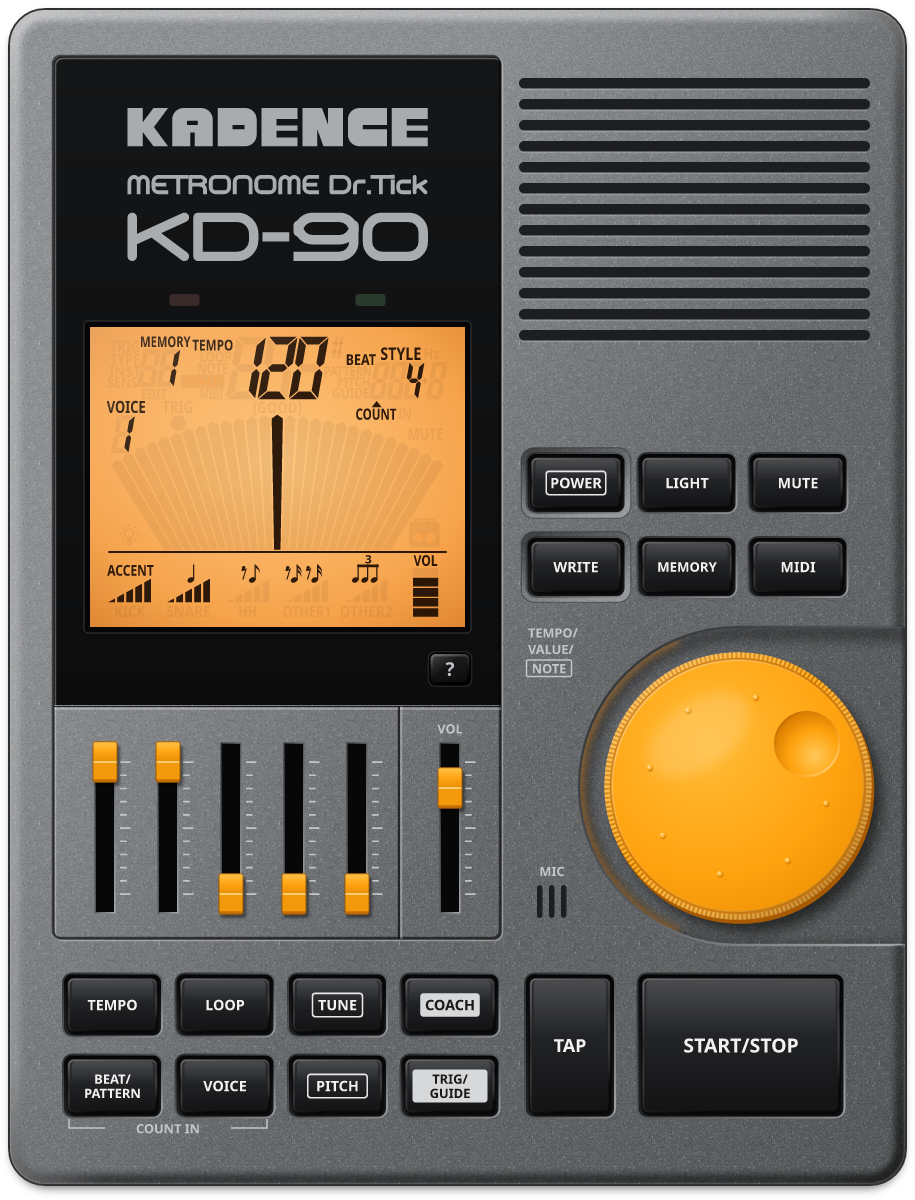 KADENCE
METRONOME Dr.Tick
KD-90
MEMORY TEMPO 120 BEAT STYLE
1 4
VOICE COUNT
1
ACCENT 3 VOL
KICK SNARE HH OTHER1 OTHER2
?
VOL
POWER LIGHT MUTE
WRITE MEMORY MIDI
TEMPO/
VALUE/
NOTE
MIC
TEMPO LOOP TUNE COACH
TAP START/STOP
BEAT/
PATTERN VOICE PITCH TRIG/
GUIDE
COUNT IN